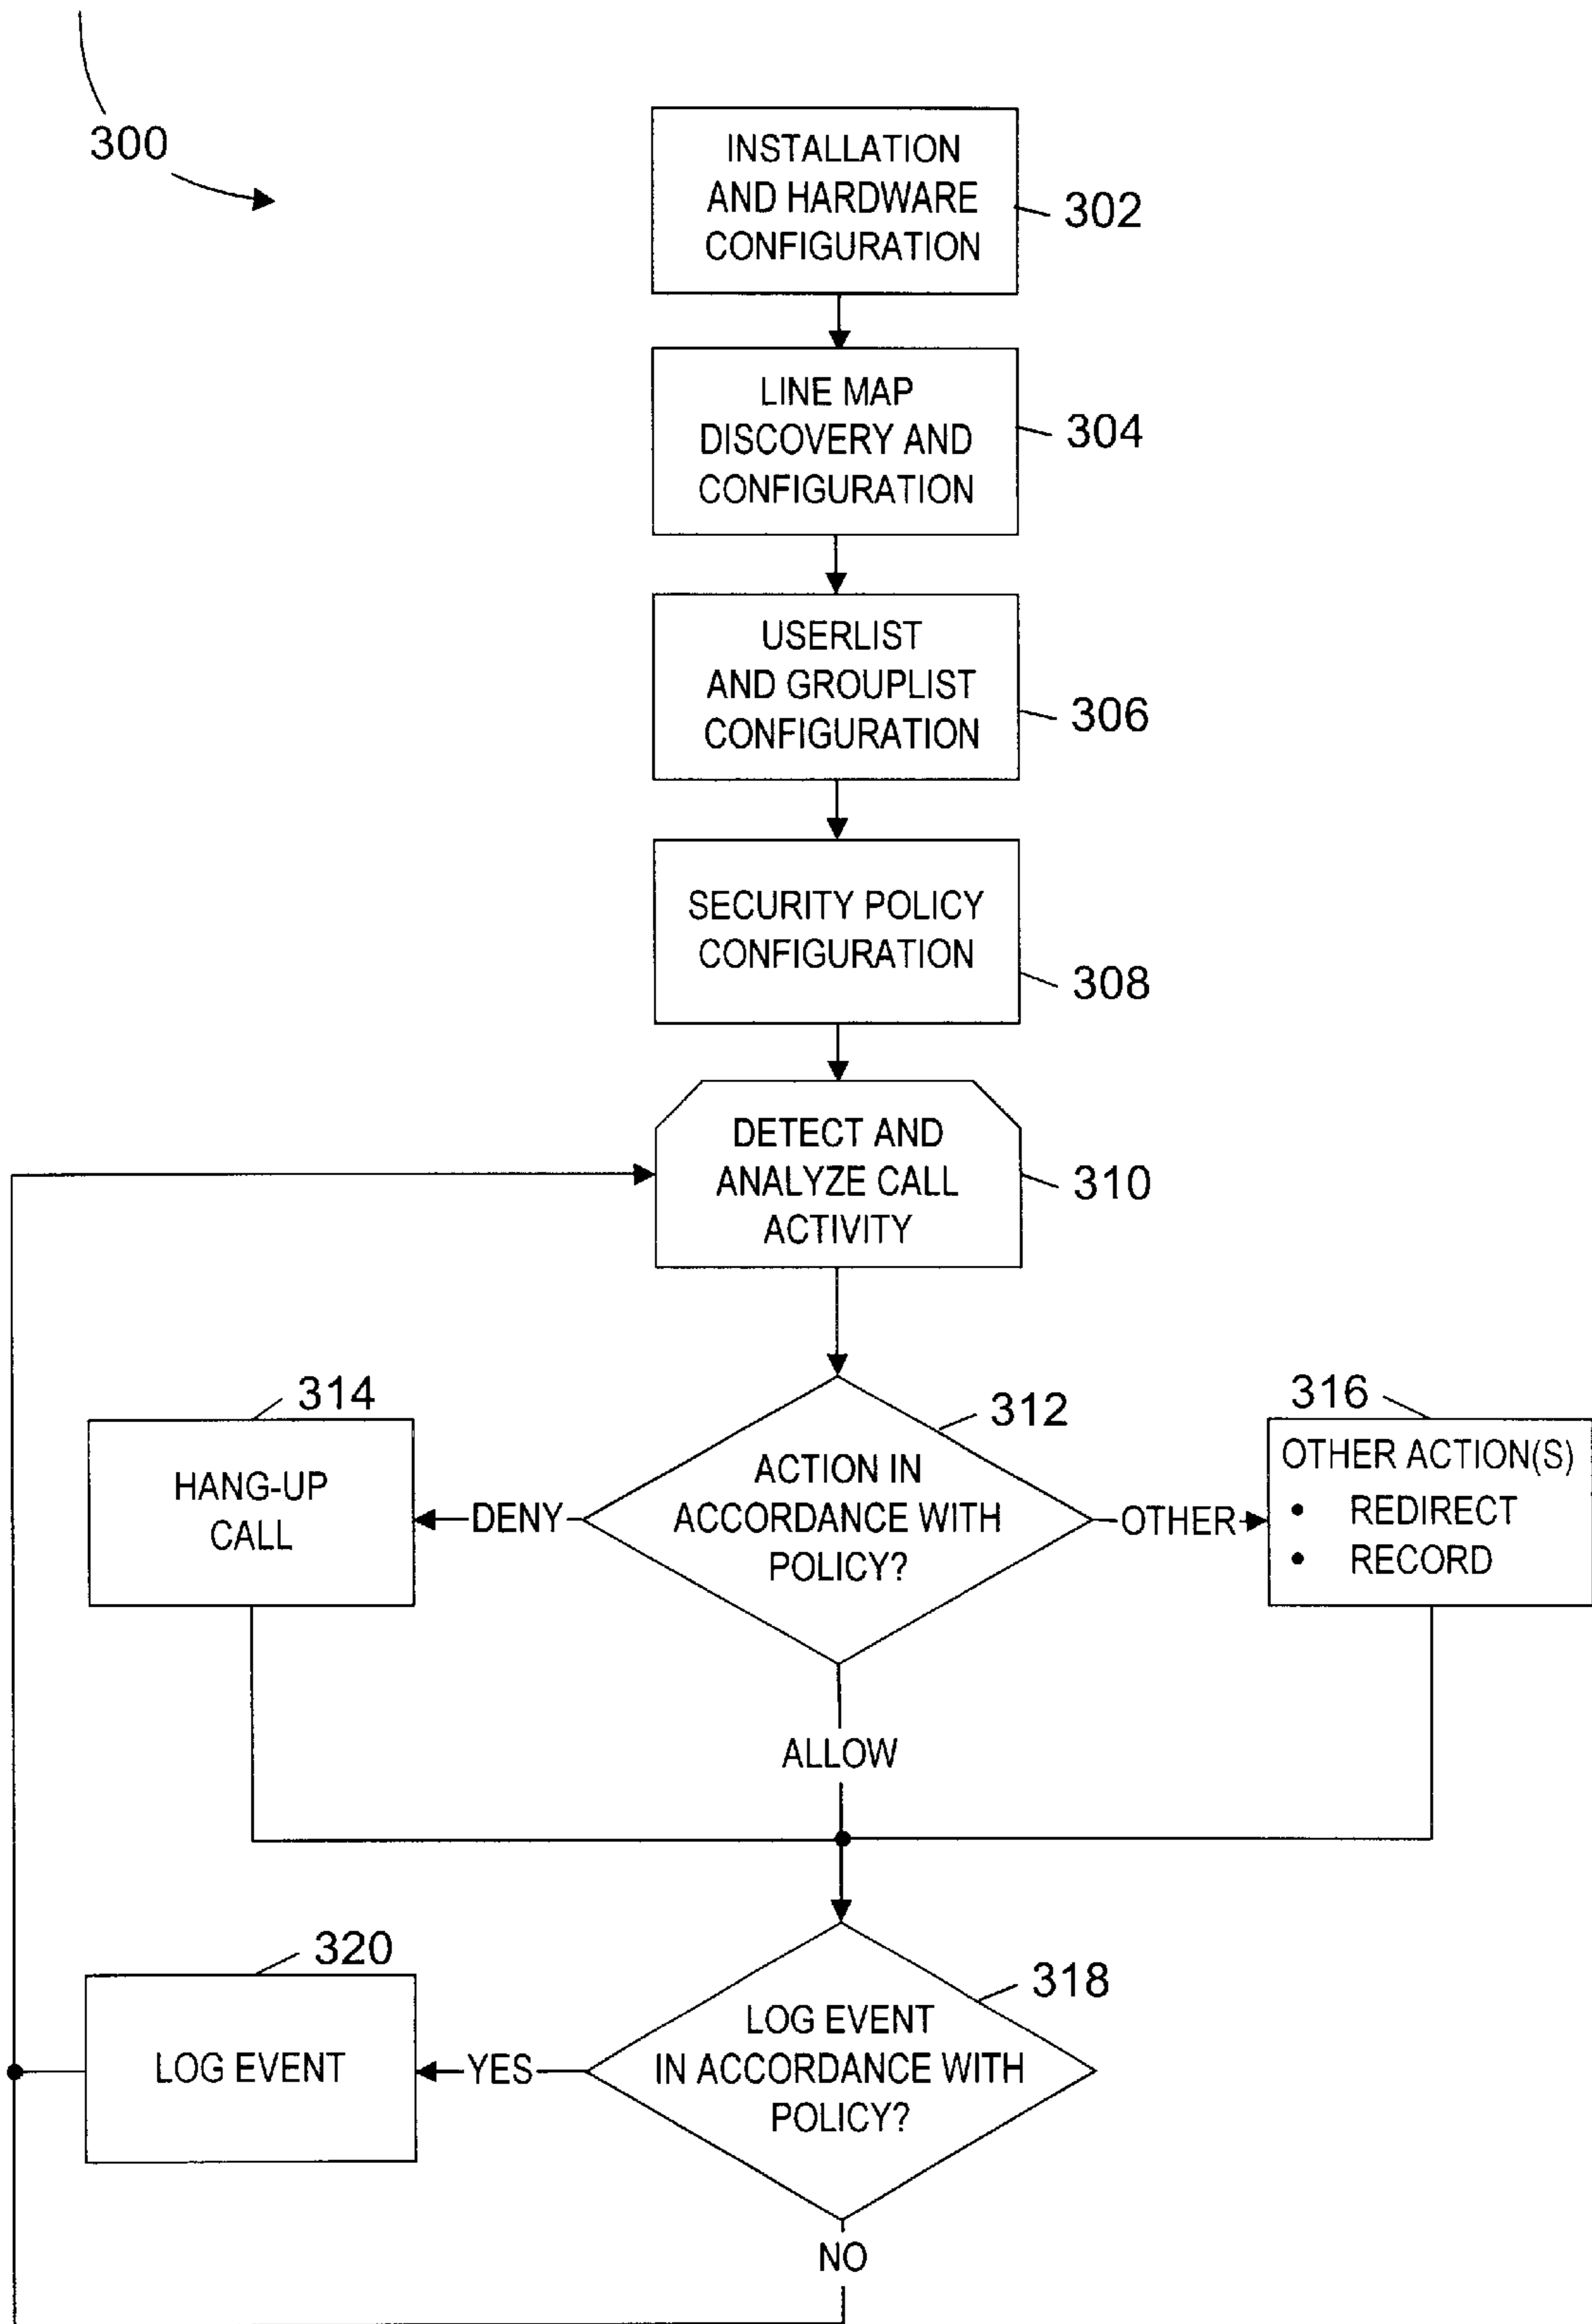 300
INSTALLATION
AND HARDWARE
CONFIGURATION
302
LINE MAP
DISCOVERY AND
CONFIGURATION
304
USERLIST
AND GROUPLIST
CONFIGURATION
306
SECURITY POLICY
CONFIGURATION
308
DETECT AND
ANALYZE CALL
ACTIVITY
310
314
HANG-UP
CALL
DENY
312
ACTION IN
ACCORDANCE WITH
POLICY?
OTHER
316
OTHER ACTION(S)
• REDIRECT
• RECORD
ALLOW
320
LOG EVENT
YES
318
LOG EVENT
IN ACCORDANCE WITH
POLICY?
NO